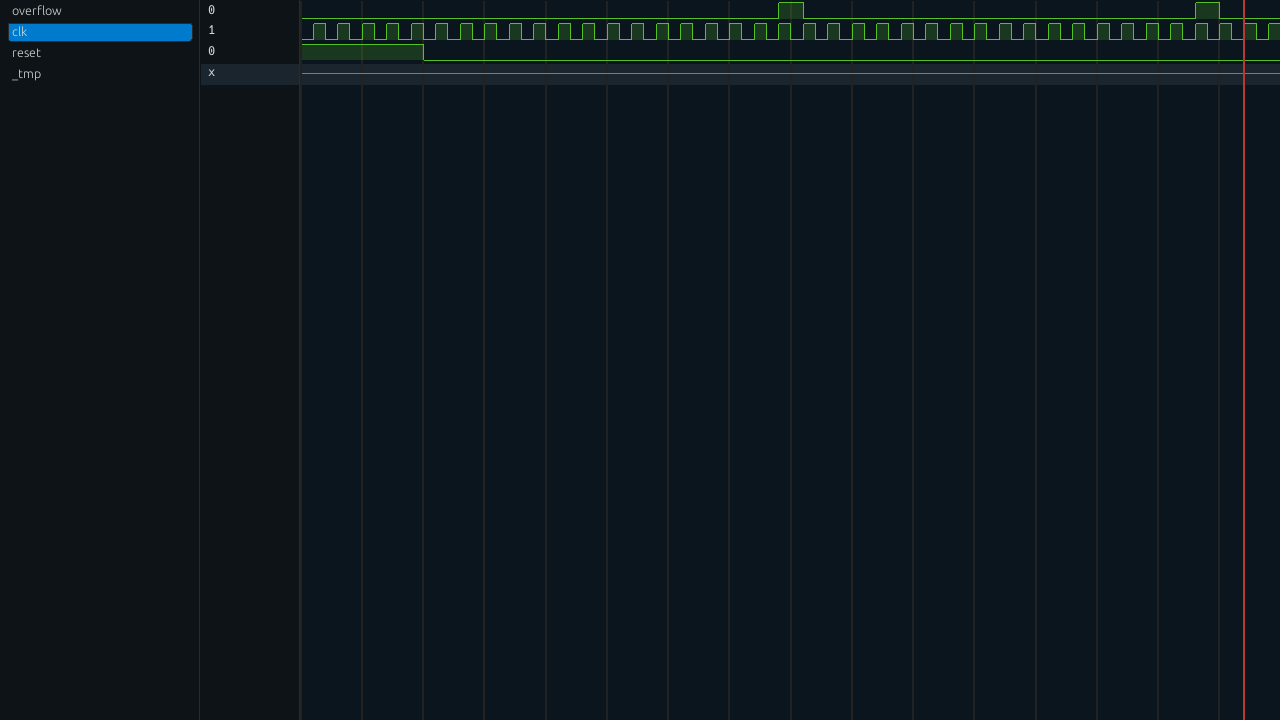 overflow 0
clk 1
reset 0
_tmp x